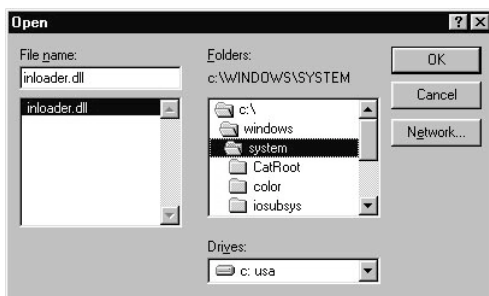 Open
File name:
inloader.dll
inloader.dll
Folders:
c:\WINDOWS\SYSTEM
c:\
windows
system
CatRoot
color
iosubsys
Drives:
c: usa
OK
Cancel
Network...